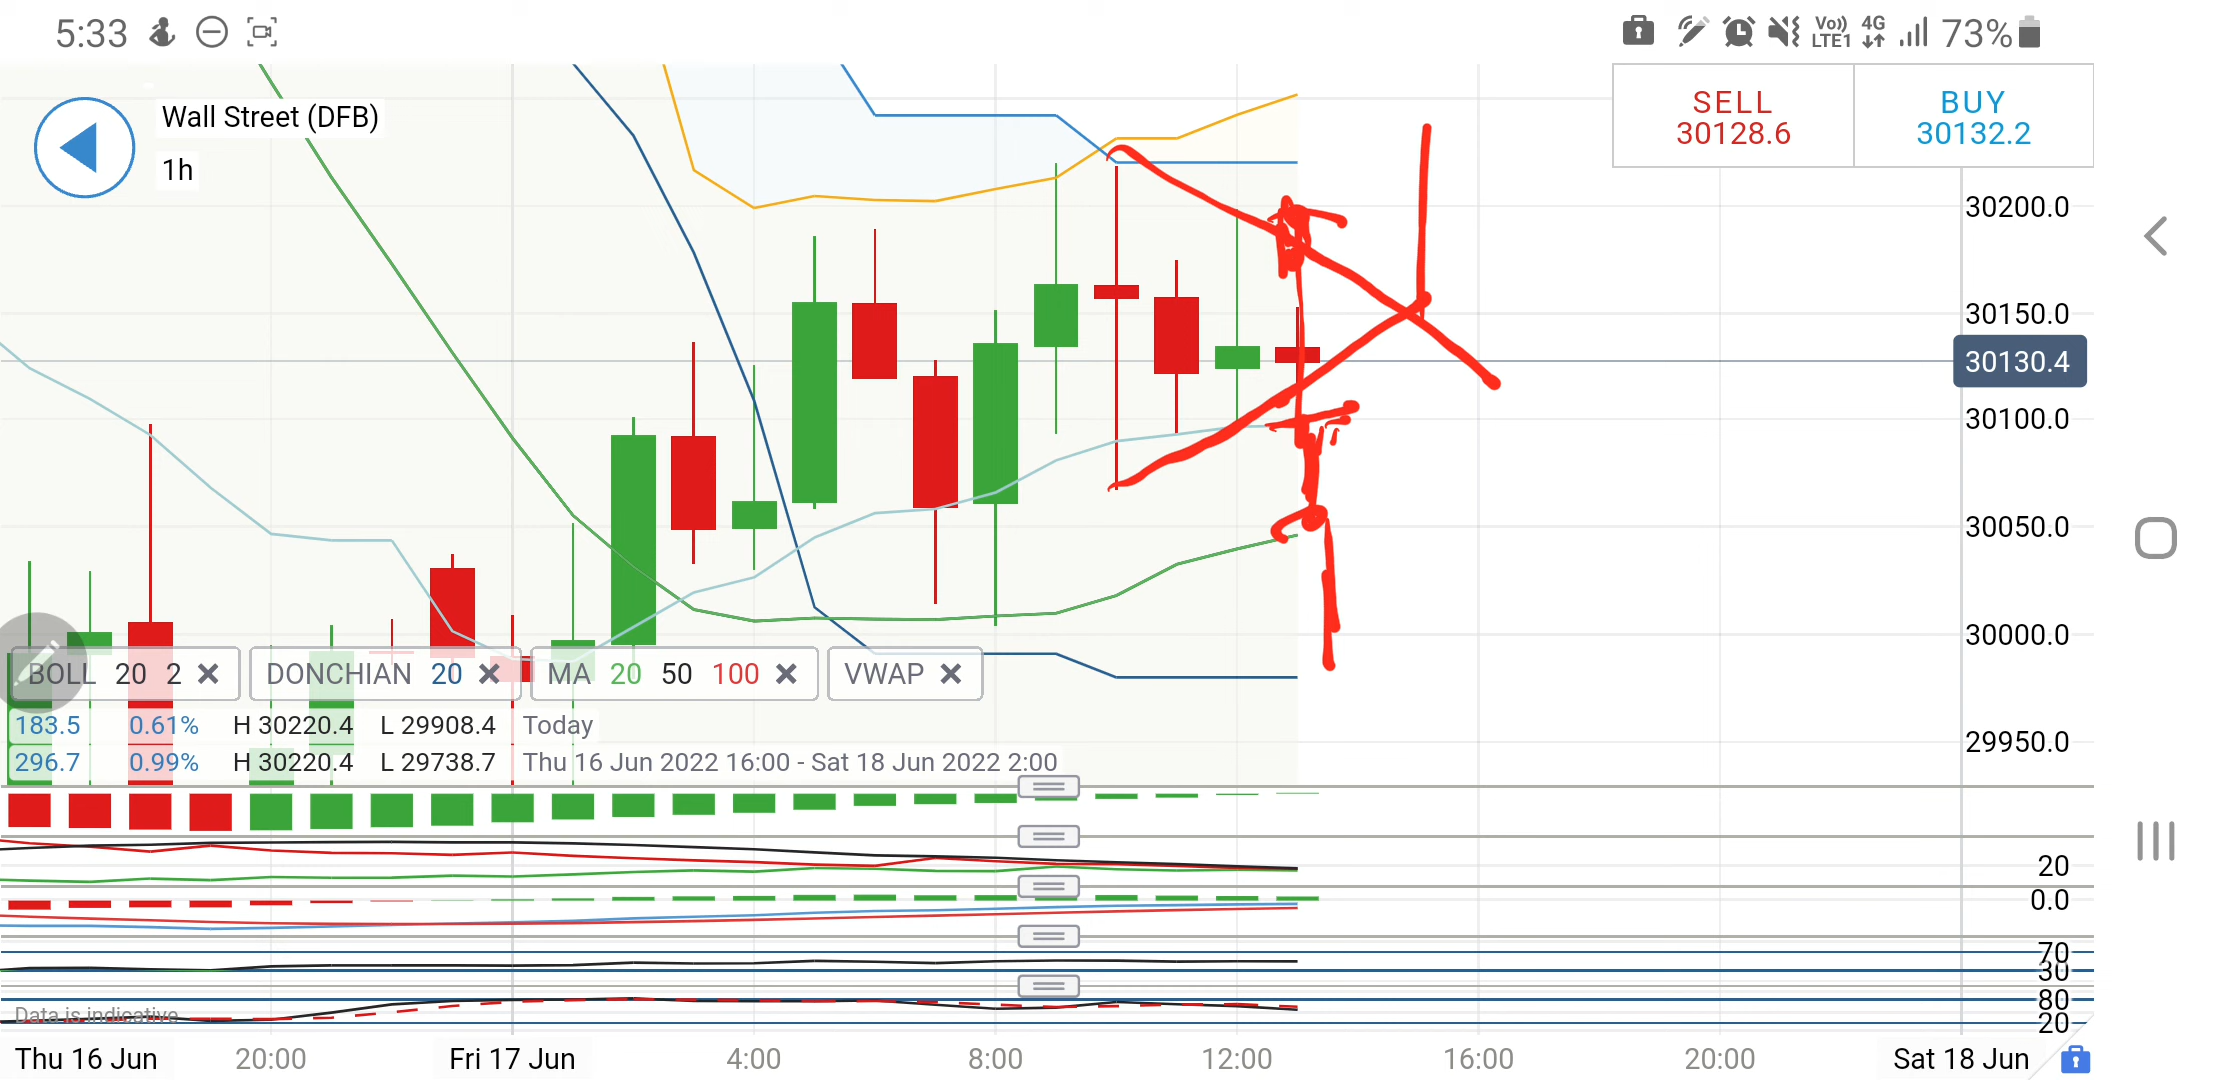 5:33
Vo))
LTE1
4G
73%
Wall Street (DFB)
1h
SELL
30128.6
BUY
30132.2
30200.0
30150.0
30130.4
30100.0
30050.0
30000.0
29950.0
BOLL 20 2
DONCHIAN 20
MA 20 50 100
VWAP
183.5 0.61% H 30220.4 L 29908.4 Today
296.7 0.99% H 30220.4 L 29738.7 Thu 16 Jun 2022 16:00 - Sat 18 Jun 2022 2:00
20
0.0
70
30
80
20
Data is indicative
Thu 16 Jun 20:00 Fri 17 Jun 4:00 8:00 12:00 16:00 20:00 Sat 18 Jun